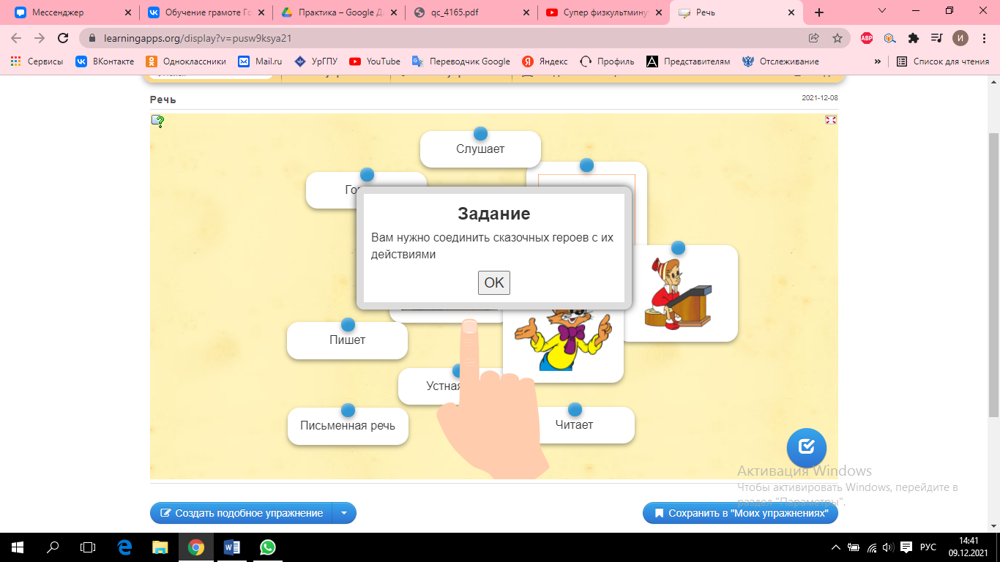 Мессенджер
Обучение грамоте Го
Практика – Google Д
qc_4165.pdf
Супер физкультмину
Речь
learningapps.org/display?v=pusw9ksya21
ABP
И
Сервисы
ВКонтакте
Одноклассники
Mail.ru
УрГПУ
YouTube
Переводчик Google
Яндекс
Профиль
Представителям
Отслеживание
»
Список для чтения
Речь
2021-12-08
Слушает
Задание
Вам нужно соединить сказочных героев с их
действиями
OK
Пишет
Устная
Письменная речь
Читает
Активация Windows
Чтобы активировать Windows, перейдите в
раздел "Параметры".
Создать подобное упражнение
Сохранить в "Моих упражнениях"
РУС
14:41
09.12.2021